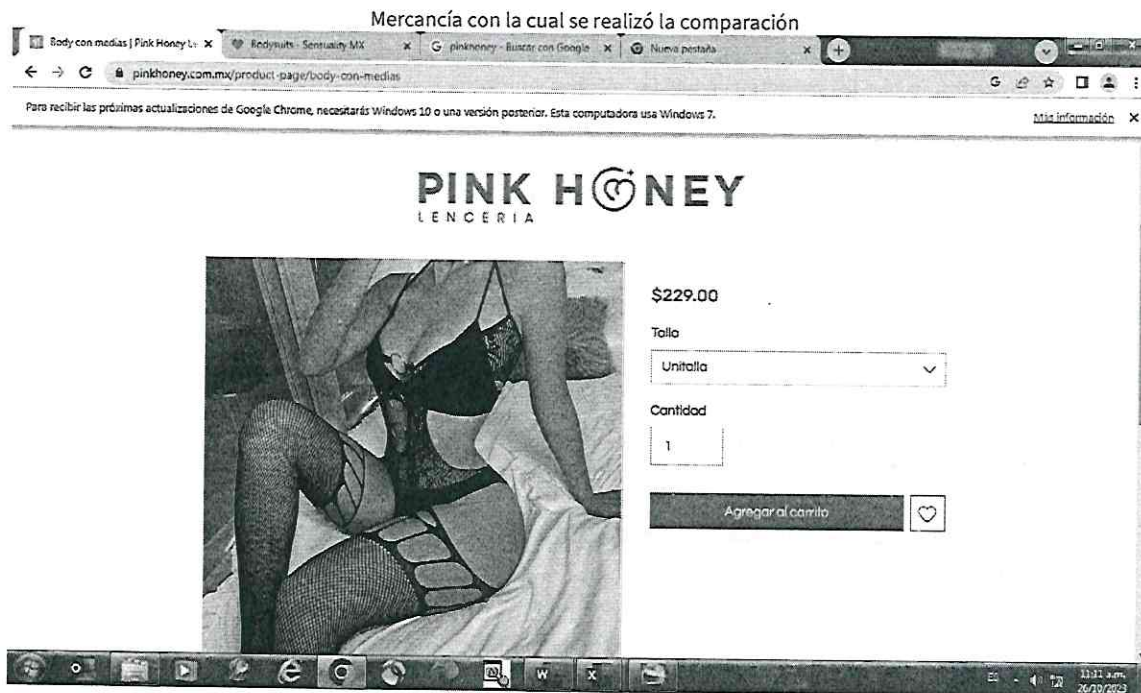 Mercancía con la cual se realizó la comparación
Body con medias | Pink Honey L
Bodysuits - Sensuality MX
pinkhoney - Buscar con Google
Nueva pestaña
pinkhoney.com.mx/product-page/body-con-medias
Para recibir las próximas actualizaciones de Google Chrome, necesitarás Windows 10 o una versión posterior. Esta computadora usa Windows 7.
Más información
PINK HONEY
LENCERIA
$229.00
Talla
Unitalla
Cantidad
1
Agregar al carrito
ES
11:11 a.m.
26/10/2023